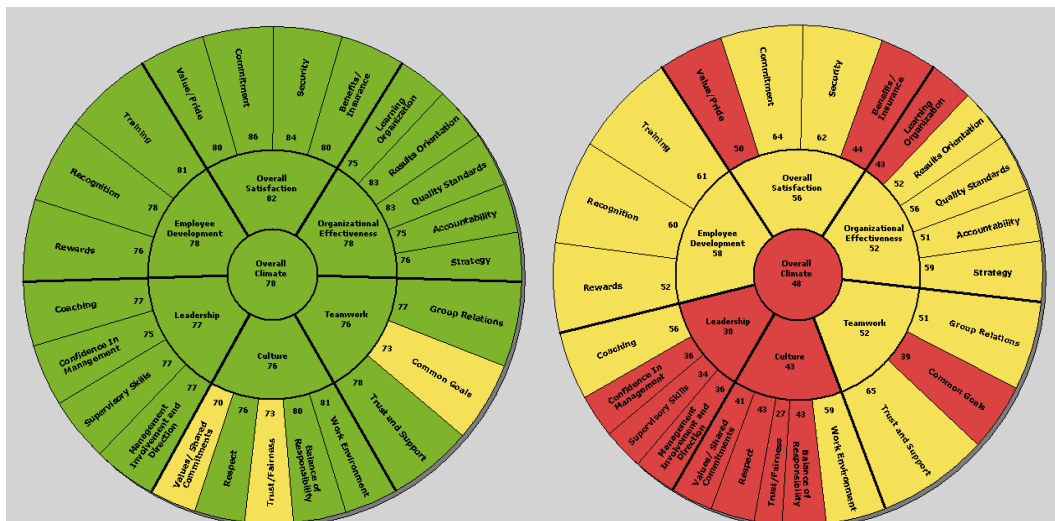 Value/Pride
80
Commitment
86
Security
84
Benefits/
Insurance
80
Learning
Organization
75
Results Orientation
83
Quality Standards
83
Accountability
75
Strategy
76
Group Relations
77
Common Goals
73
Trust and Support
78
Work Environment
81
Balance of
Responsibility
80
Trust/Fairness
73
Respect
76
Values/ Shared
Commitments
70
Management
Involvement and
Direction
77
Supervisory Skills
77
Confidence In
Management
75
Coaching
77
Rewards
76
Recognition
78
Training
81
Overall
Satisfaction
82
Organizational
Effectiveness
78
Teamwork
76
Culture
76
Leadership
77
Employee
Development
78
Overall
Climate
78
Value/Pride
50
Commitment
64
Security
62
Benefits/
Insurance
44
Learning
Organization
43
Results Orientation
52
Quality Standards
56
Accountability
51
Strategy
59
Group Relations
51
Common Goals
39
Trust and Support
65
Work Environment
59
Balance of
Responsibility
43
Trust/Fairness
27
Respect
43
Values/ Shared
Commitments
41
Management
Involvement and
Direction
36
Supervisory Skills
34
Confidence In
Management
36
Coaching
56
Rewards
52
Recognition
60
Training
61
Overall
Satisfaction
56
Organizational
Effectiveness
52
Teamwork
52
Culture
43
Leadership
38
Employee
Development
58
Overall
Climate
48